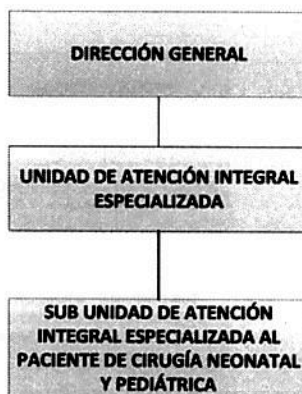 DIRECCIÓN GENERAL
UNIDAD DE ATENCIÓN INTEGRAL
ESPECIALIZADA
SUB UNIDAD DE ATENCIÓN
INTEGRAL ESPECIALIZADA AL
PACIENTE DE CIRUGÍA NEONATAL
Y PEDIÁTRICA